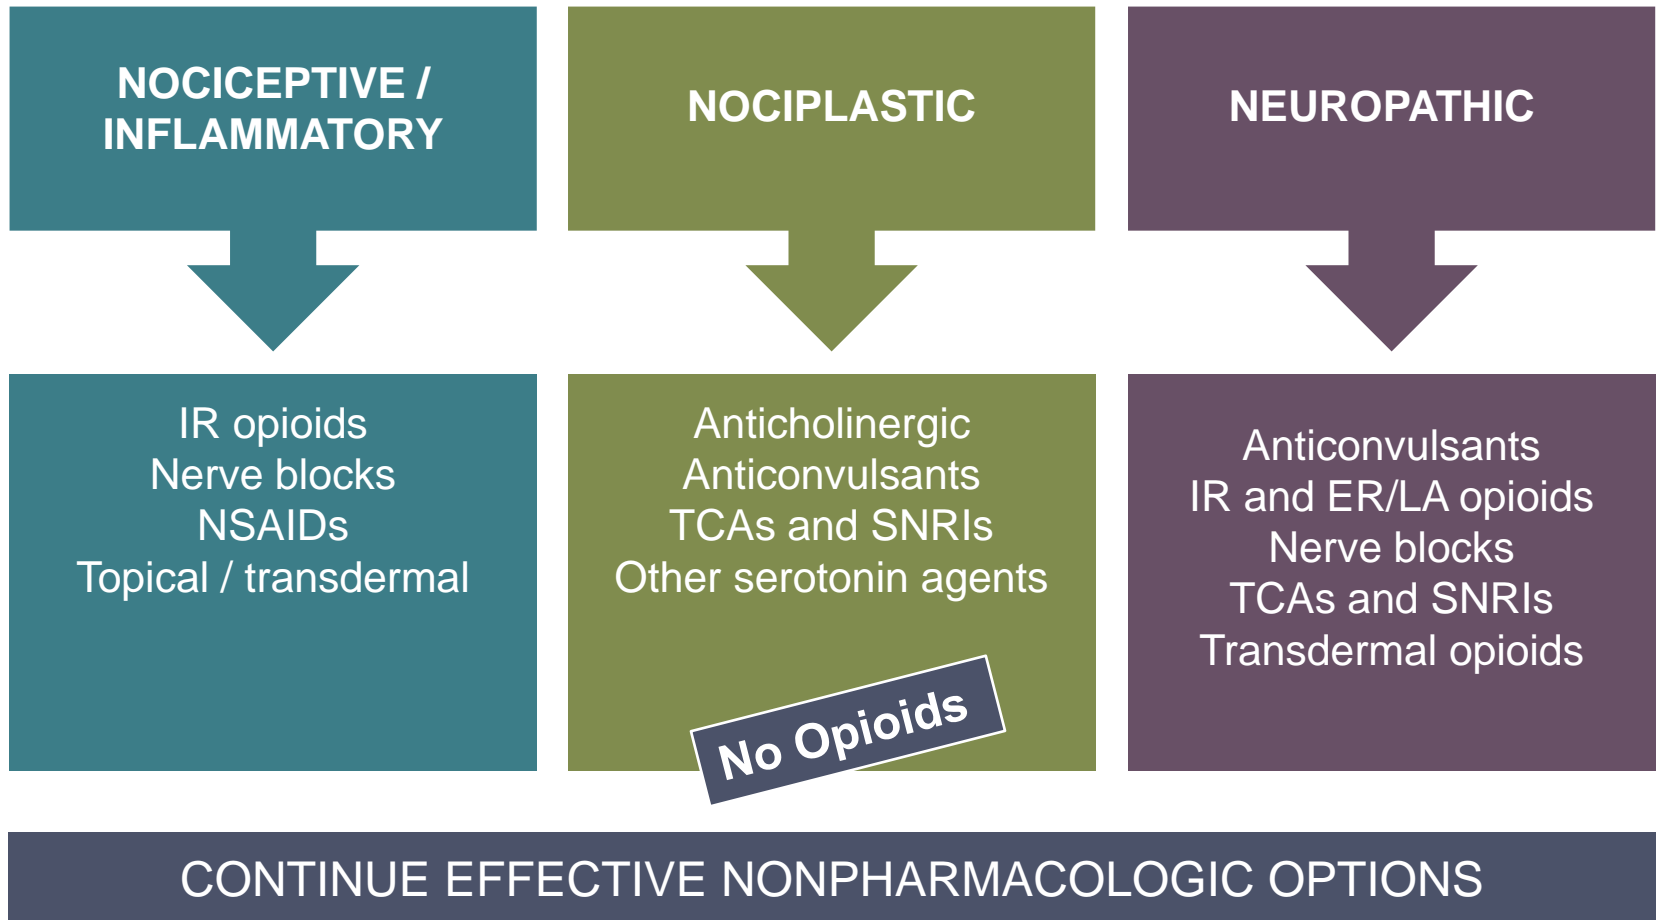 NOCICEPTIVE /
INFLAMMATORY
NOCIPLASTIC
NEUROPATHIC
IR opioids
Nerve blocks
NSAIDs
Topical / transdermal
Anticholinergic
Anticonvulsants
TCAs and SNRIs
Other serotonin agents
No Opioids
Anticonvulsants
IR and ER/LA opioids
Nerve blocks
TCAs and SNRIs
Transdermal opioids
CONTINUE EFFECTIVE NONPHARMACOLOGIC OPTIONS